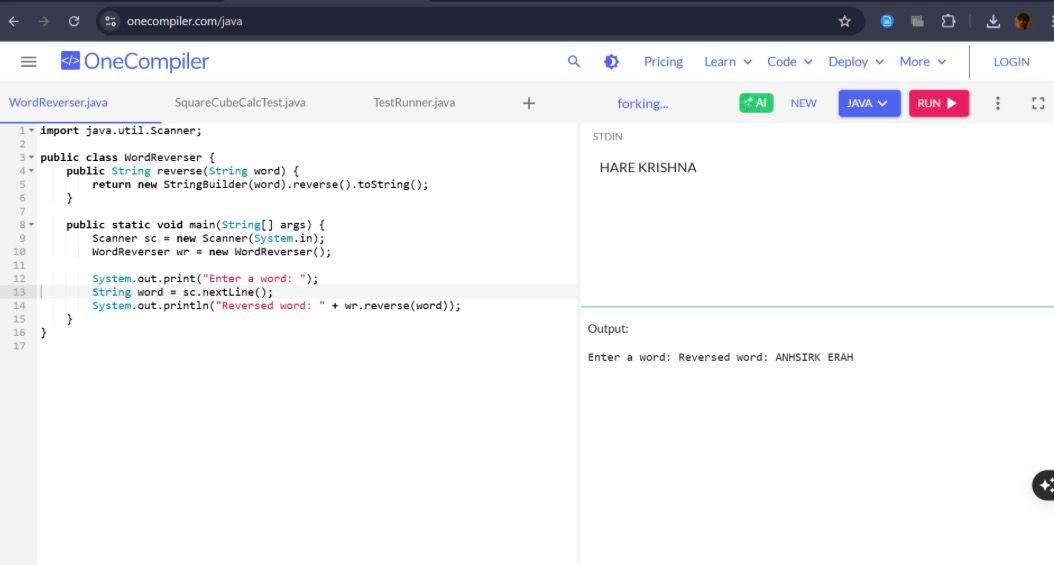 onecompiler.com/java
</> OneCompiler
Pricing Learn Code Deploy More LOGIN
WordReverser.java SquareCubeCalcTest.java TestRunner.java + forking... AI NEW JAVA RUN
1 import java.util.Scanner;
2
3 public class WordReverser {
4 public String reverse(String word) {
5 return new StringBuilder(word).reverse().toString();
6 }
7
8 public static void main(String[] args) {
9 Scanner sc = new Scanner(System.in);
10 WordReverser wr = new WordReverser();
11
12 System.out.print("Enter a word: ");
13 String word = sc.nextLine();
14 System.out.println("Reversed word: " + wr.reverse(word));
15 }
16 }
17
STDIN
HARE KRISHNA
Output:
Enter a word: Reversed word: ANHSIRK ERAH